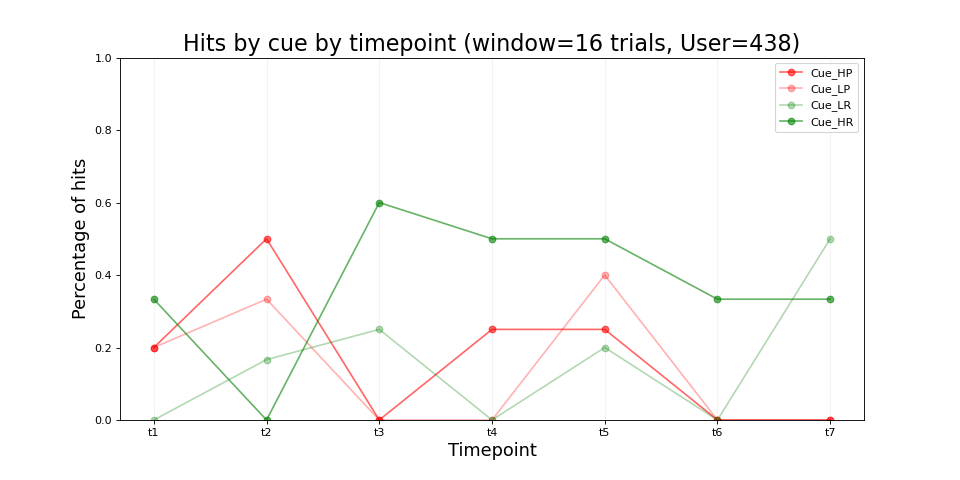 Hits by cue by timepoint (window=16 trials, User=438)
Percentage of hits
1.0
0.8
0.6
0.4
0.2
0.0
Cue_HP
Cue_LP
Cue_LR
Cue_HR
t1 t2 t3 t4 t5 t6 t7
Timepoint